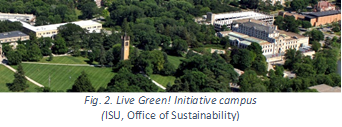 Fig. 2. Live Green! Initiative campus
(ISU, Office of Sustainability)